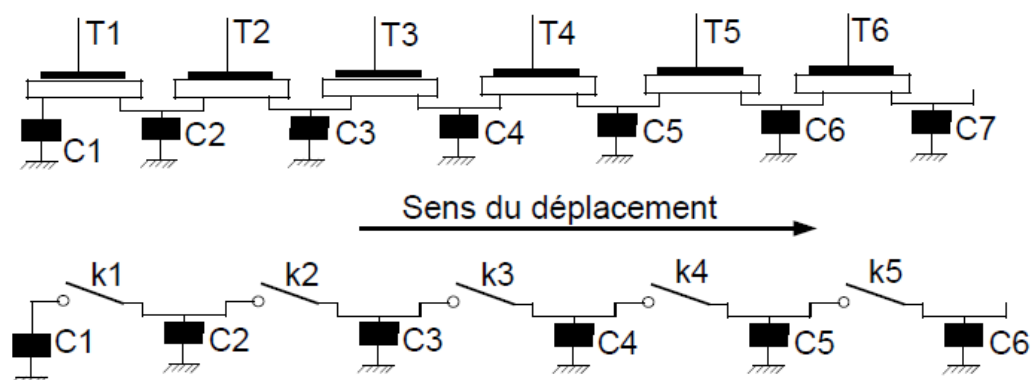 T1 T2 T3 T4 T5 T6
C1 C2 C3 C4 C5 C6 C7
Sens du déplacement
k1 k2 k3 k4 k5
C1 C2 C3 C4 C5 C6